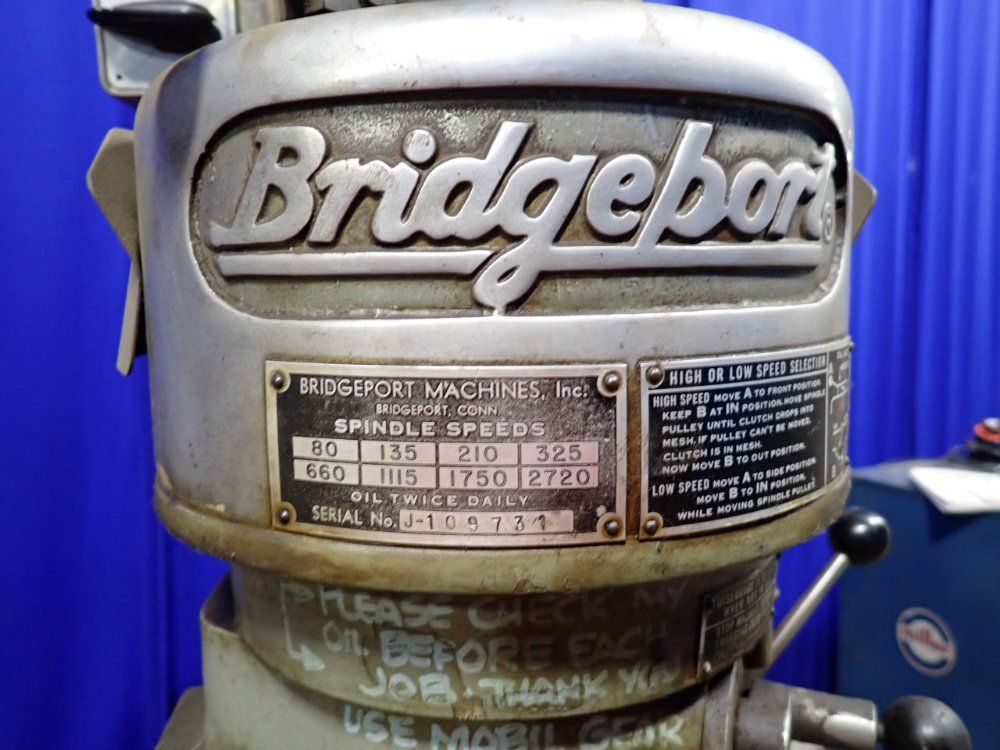 Bridgeport
®
BRIDGEPORT MACHINES, Inc.
BRIDGEPORT, CONN.
SPINDLE SPEEDS
80 135 210 325
660 1115 1750 2720
OIL TWICE DAILY
SERIAL No. J-109731
HIGH OR LOW SPEED SELECTION
HIGH SPEED MOVE A TO FRONT POSITION.
KEEP B AT IN POSITION. MOVE SPINDLE
PULLEY UNTIL CLUTCH DROPS INTO
MESH. IF PULLEY CAN'T BE MOVED,
CLUTCH IS IN MESH.
NOW MOVE B TO OUT POSITION.
LOW SPEED MOVE A TO SIDE POSITION.
MOVE B TO IN POSITION,
WHILE MOVING SPINDLE PULLEY
PLEASE CHECK MY
OIL BEFORE EACH
JOB. THANK YOU
USE MOBIL GEAR